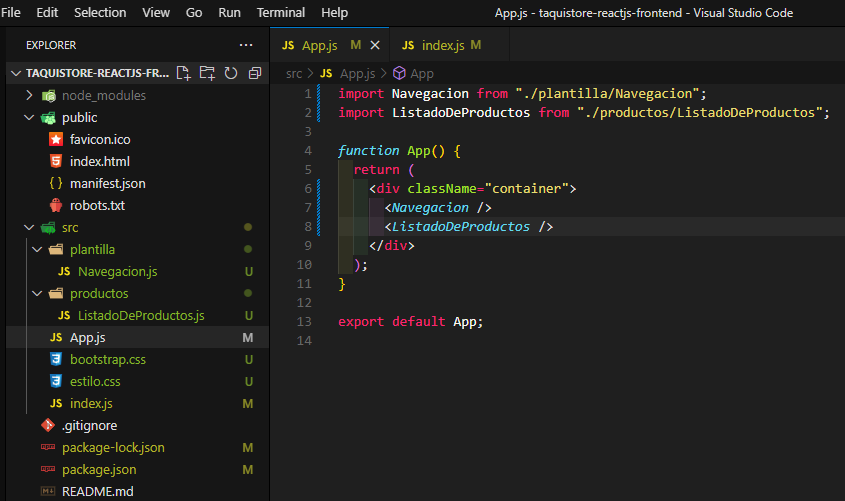 File Edit Selection View Go Run Terminal Help App.js - taquistore-reactjs-frontend - Visual Studio Code
EXPLORER ···
TAQUISTORE-REACTJS-FR...
node_modules
public
favicon.ico
index.html
{ } manifest.json
robots.txt
src
plantilla
JS Navegacion.js U
productos
JS ListadoDeProductos.js U
JS App.js M
bootstrap.css U
estilo.css U
JS index.js M
.gitignore
package-lock.json M
package.json M
README.md
JS App.js M
JS index.js M
src > JS App.js > App
1 import Navegacion from "./plantilla/Navegacion";
2 import ListadoDeProductos from "./productos/ListadoDeProductos";
3
4 function App() {
5 return (
6 <div className="container">
7 <Navegacion />
8 <ListadoDeProductos />
9 </div>
10 );
11 }
12
13 export default App;
14